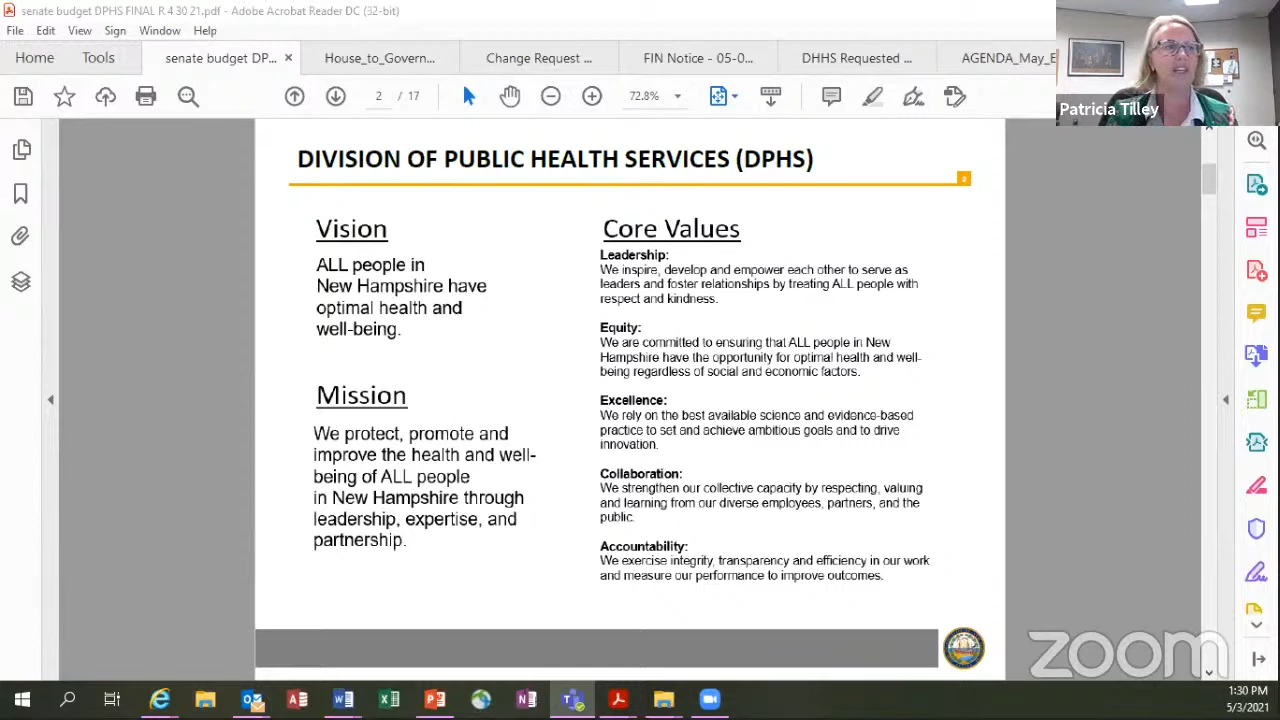 senate budget DPHS FINAL R 4 30 21.pdf - Adobe Acrobat Reader DC (32-bit)
File Edit View Sign Window Help
Home Tools senate budget DP... × House_to_Govern... Change Request ... FIN Notice - 05-0... DHHS Requested ... AGENDA_May_E
2 / 17 72.8%
Patricia Tilley
DIVISION OF PUBLIC HEALTH SERVICES (DPHS)
2
Vision
ALL people in
New Hampshire have
optimal health and
well-being.
Mission
We protect, promote and
improve the health and well-
being of ALL people
in New Hampshire through
leadership, expertise, and
partnership.
Core Values
Leadership:
We inspire, develop and empower each other to serve as
leaders and foster relationships by treating ALL people with
respect and kindness.
Equity:
We are committed to ensuring that ALL people in New
Hampshire have the opportunity for optimal health and well-
being regardless of social and economic factors.
Excellence:
We rely on the best available science and evidence-based
practice to set and achieve ambitious goals and to drive
innovation.
Collaboration:
We strengthen our collective capacity by respecting, valuing
and learning from our diverse employees, partners, and the
public.
Accountability:
We exercise integrity, transparency and efficiency in our work
and measure our performance to improve outcomes.
zoom
1:30 PM
5/3/2021